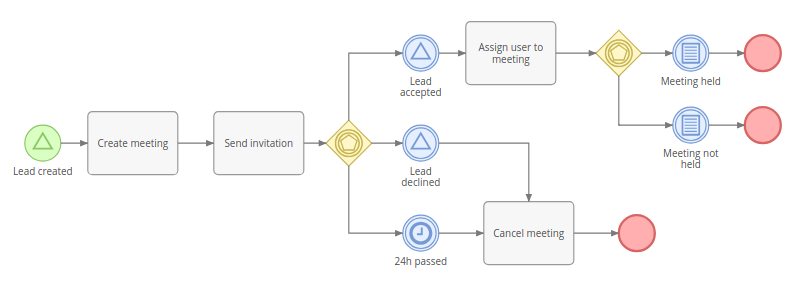 Lead created
Create meeting
Send invitation
Lead
accepted
Assign user to
meeting
Meeting held
Meeting not
held
Lead
declined
24h passed
Cancel meeting